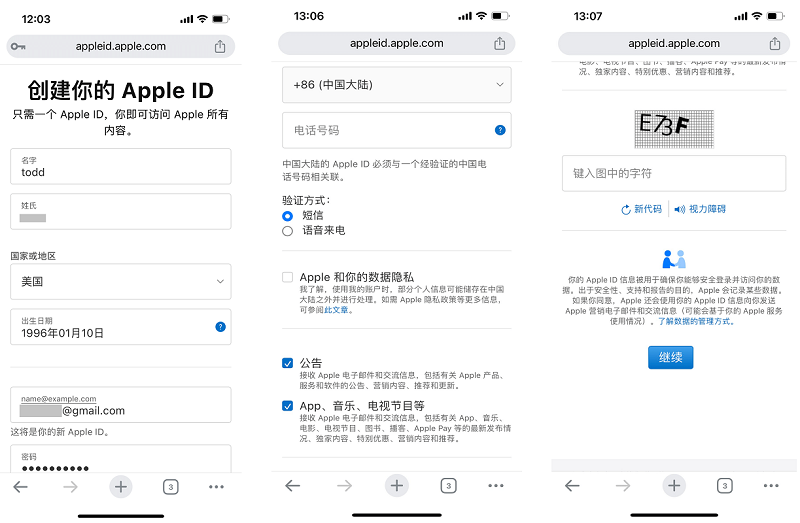 12:03
appleid.apple.com
创建你的 Apple ID
只需一个 Apple ID，你即可访问 Apple 所有
内容。
名字
todd
姓氏
国家或地区
美国
出生日期
1996年01月10日
?
name@example.com
@gmail.com
这将是你的新 Apple ID。
密码
●●●●●●●●●●
3
13:06
appleid.apple.com
+86 (中国大陆)
电话号码
?
中国大陆的 Apple ID 必须与一个经验证的中国电
话号码相关联。
验证方式：
短信
语音来电
Apple 和你的数据隐私
我了解，使用我的账户时，部分个人信息可能储存在中国
大陆之外并进行处理。如需 Apple 隐私政策等更多信息，
可参阅此文章。
公告
接收 Apple 电子邮件和交流信息，包括有关 Apple 产品、
服务和软件的公告、营销内容、推荐和更新。
App、音乐、电视节目等
接收 Apple 电子邮件和交流信息，包括有关 App、音乐、
电影、电视节目、图书、播客、Apple Pay 等的最新发布情
况、独家内容、特别优惠、营销内容和推荐。
3
13:07
appleid.apple.com
电影、电视节目、图书、播客、Apple Pay 等的最新发布情
况、独家内容、特别优惠、营销内容和推荐。
E73F
键入图中的字符
新代码
视力障碍
你的 Apple ID 信息被用于确保你能够安全登录并访问你的数
据。出于安全性、支持和报告的目的，Apple 会记录某些数据。
如果你同意，Apple 还会使用你的 Apple ID 信息向你发送
Apple 营销电子邮件和交流信息（可能会基于你的 Apple 服务
使用情况）。了解数据的管理方式。
继续
3